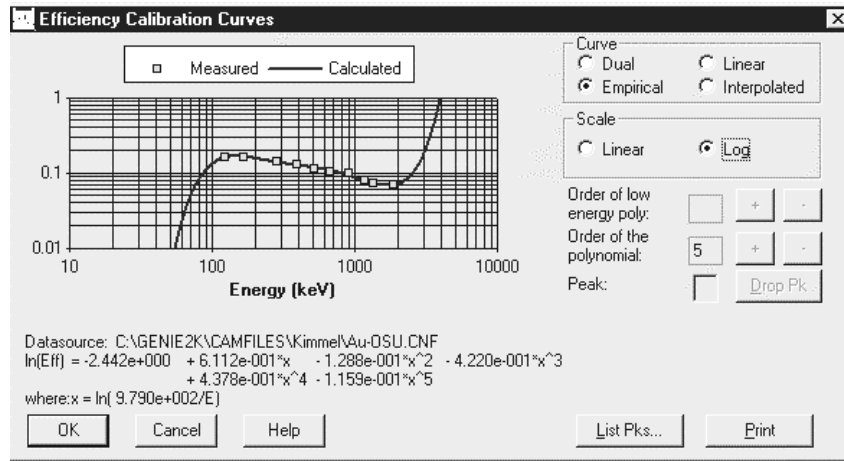 Efficiency Calibration Curves
Measured Calculated
1
0.1
0.01
10 100 1000 10000
Energy (keV)
Curve
Dual Linear
Empirical Interpolated
Scale
Linear Log
Order of low
energy poly: + -
Order of the
polynomial: 5 + -
Peak: Drop Pk
Datasource: C:\GENIE2K\CAMFILES\Kimmel\Au-OSU.CNF
ln(Eff) = -2.442e+000 + 6.112e-001*x - 1.288e-001*x^2 - 4.220e-001*x^3
+ 4.378e-001*x^4 - 1.159e-001*x^5
where:x = ln( 9.790e+002/E)
OK Cancel Help List Pks... Print